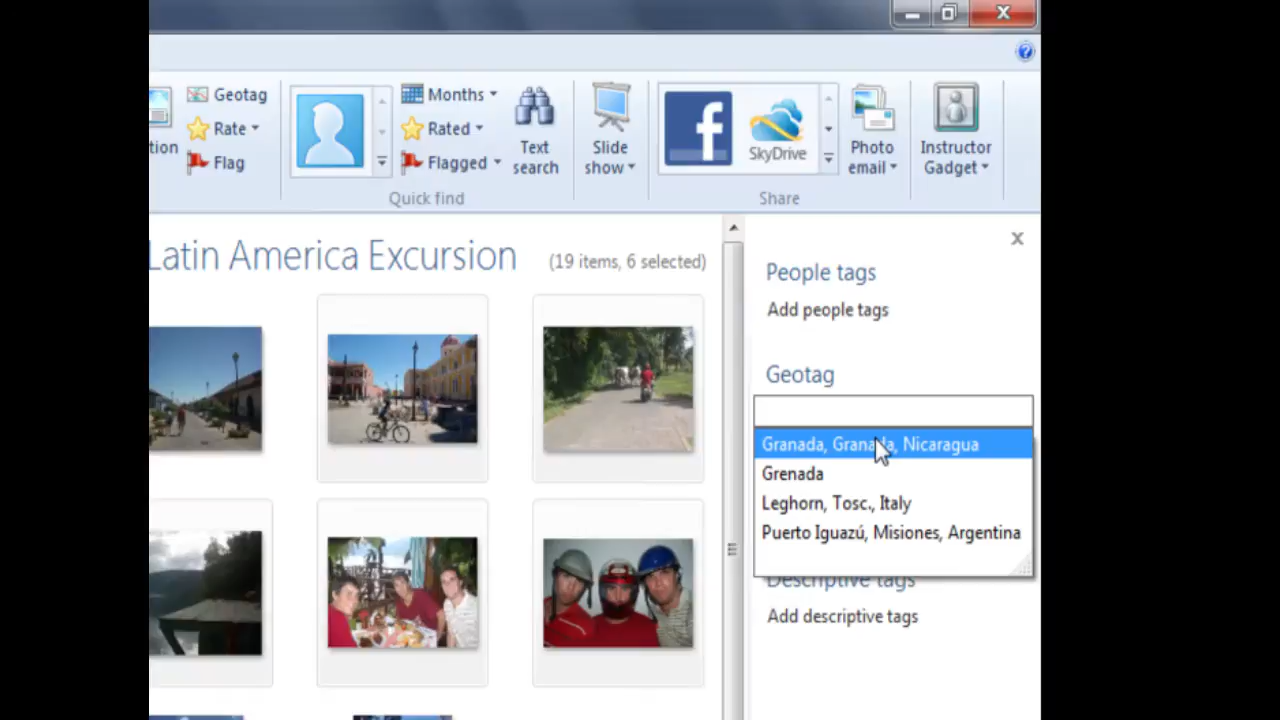 Geotag
Months
Rate
Rated
tion
Text
search
Slide
show
SkyDrive
Photo
email
Instructor
Gadget
Flag
Flagged
Quick find
Share
Latin America Excursion (19 items, 6 selected)
People tags
Add people tags
Geotag
Granada, Granada, Nicaragua
Grenada
Leghorn, Tosc., Italy
Puerto Iguazú, Misiones, Argentina
Descriptive tags
Add descriptive tags